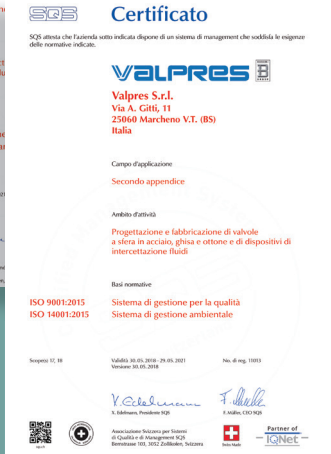 SQS
Certificato
SQS attesta che l'azienda sotto indicata dispone di un sistema di management che soddisfa le esigenze
delle normative indicate.
VALPRES
Valpres S.r.l.
Via A. Gitti, 11
25060 Marcheno V.T. (BS)
Italia
Campo d'applicazione
Secondo appendice
Ambito d'attività
Progettazione e fabbricazione di valvole
a sfera in acciaio, ghisa e ottone e di dispositivi di
intercettazione fluidi
Basi normative
ISO 9001:2015 Sistema di gestione per la qualità
ISO 14001:2015 Sistema di gestione ambientale
Scope(s) 17, 18 Validità 30.05.2018 - 29.05.2021 No. di reg. 11053
Versione 30.05.2018
X. Edelmann, Presidente SQS F. Müller, CEO SQS
Associazione Svizzera per Sistemi
di Qualità e di Management SQS
Bernstrasse 103, 3052 Zollikofen, Svizzera
Swiss Made
Partner of
IQNet